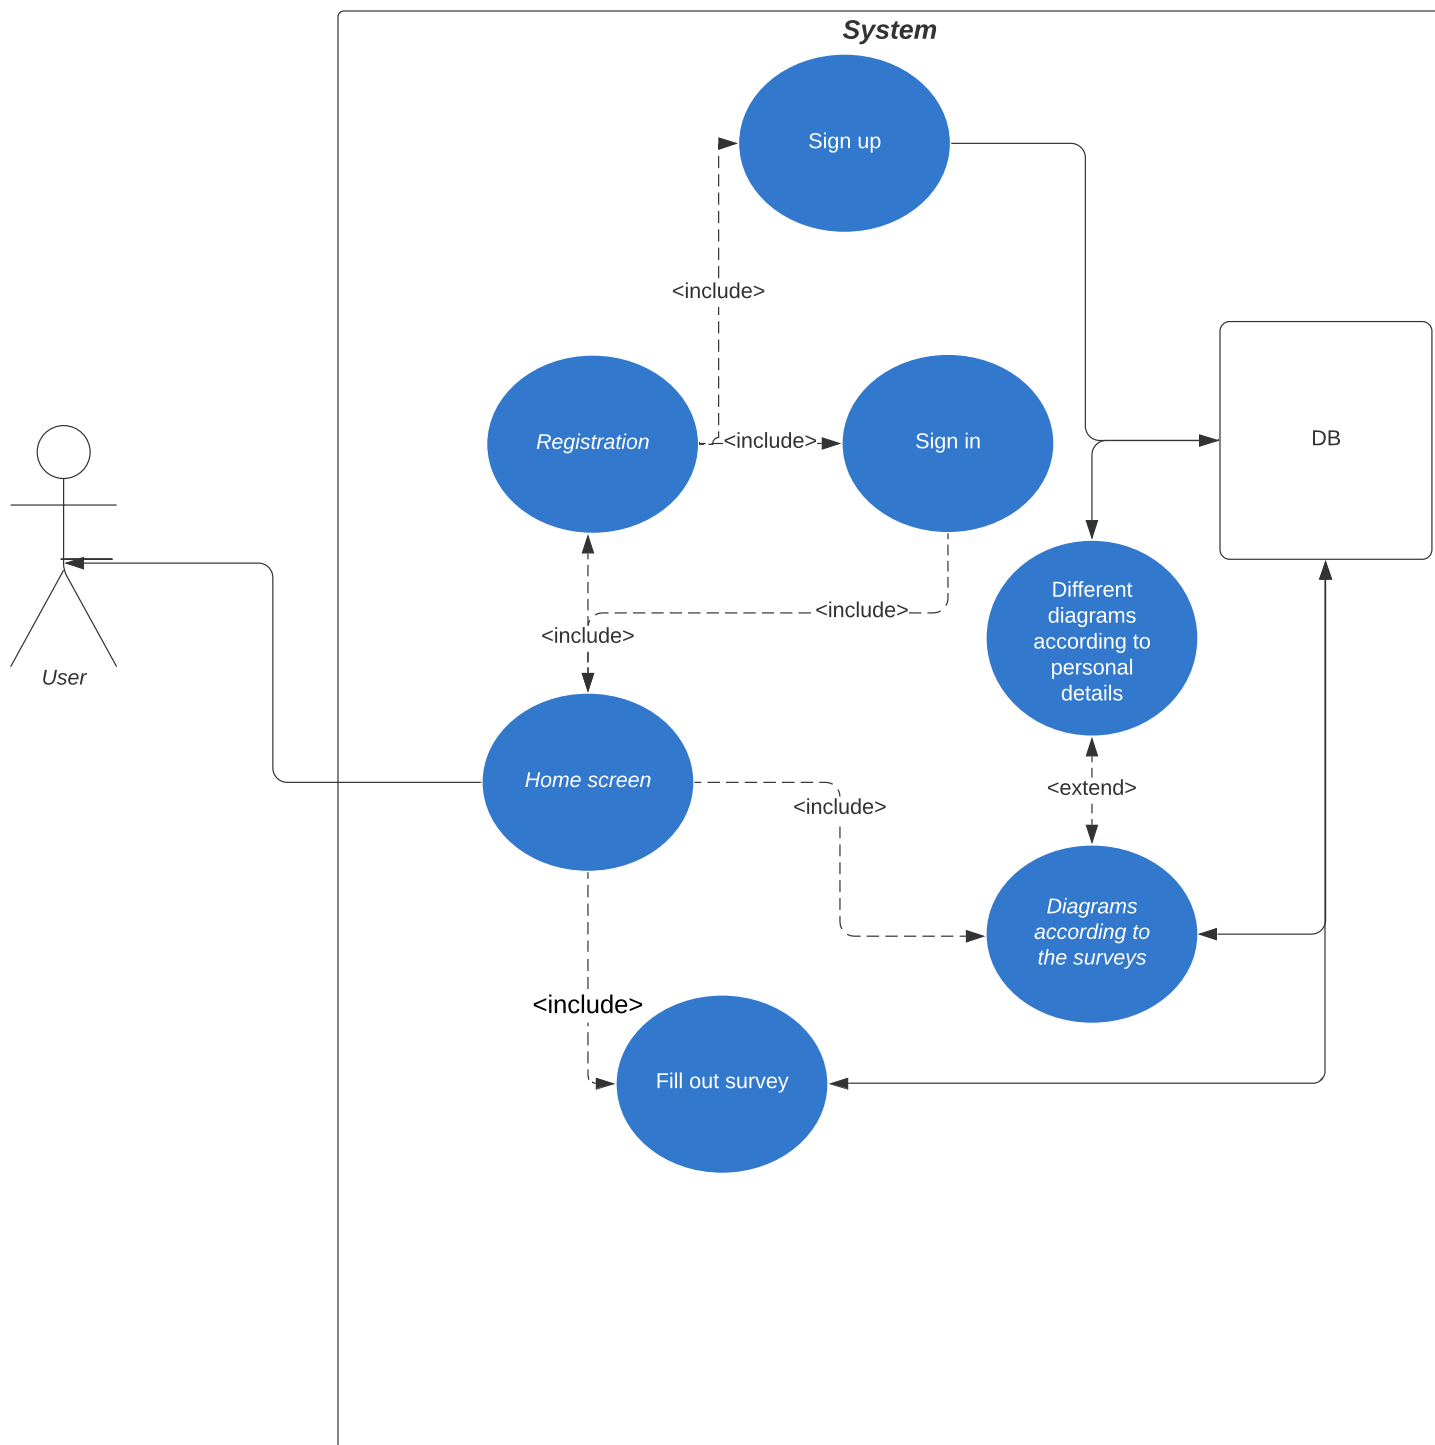 System
Sign up
<include>
Registration
<include>
Sign in
DB
Different
diagrams
according to
personal
details
<include>
<include>
User
Home screen
<extend>
<include>
Diagrams
according to
the surveys
<include>
Fill out survey